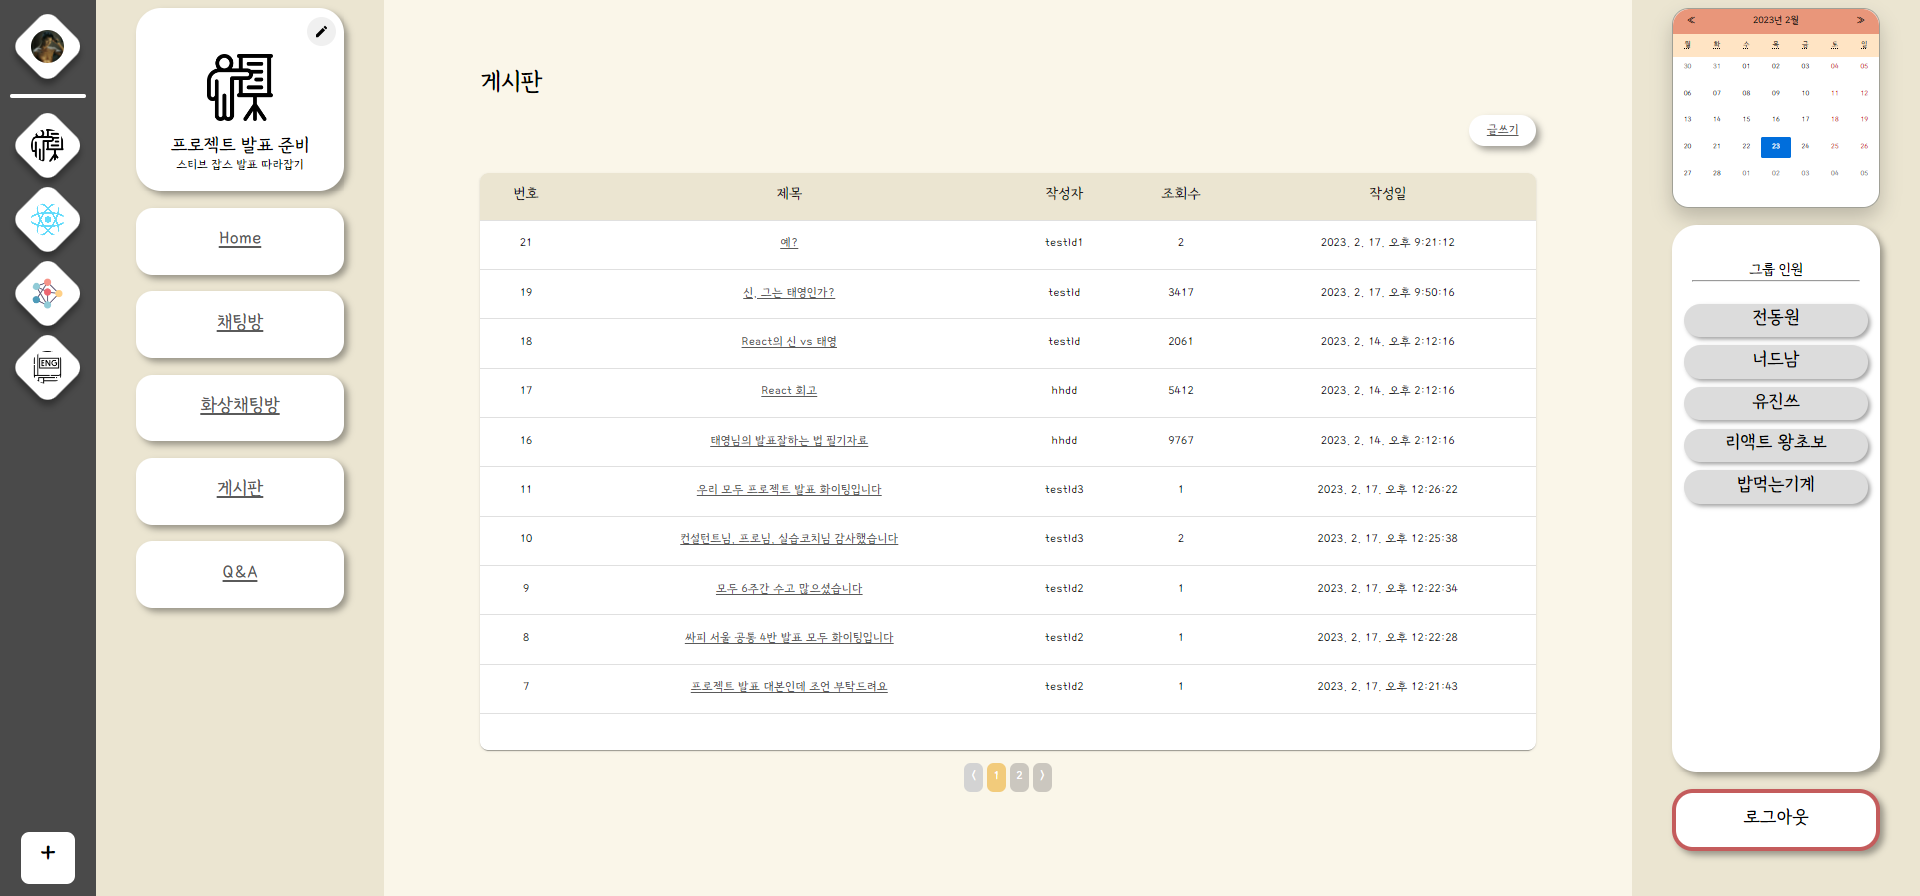 프로젝트 발표 준비
스티브 잡스 발표 따라잡기
Home
채팅방
화상채팅방
게시판
Q&A
ENG
+
게시판
글쓰기
번호 제목 작성자 조회수 작성일
21 예? testId1 2 2023. 2. 17. 오후 9:21:12
19 신, 그는 태영인가? testId 3417 2023. 2. 17. 오후 9:50:16
18 React의 신 vs 태영 testId 2061 2023. 2. 14. 오후 2:12:16
17 React 회고 hhdd 5412 2023. 2. 14. 오후 2:12:16
16 태영님의 발표잘하는 법 필기자료 hhdd 9767 2023. 2. 14. 오후 2:12:16
11 우리 모두 프로젝트 발표 화이팅입니다 testId3 1 2023. 2. 17. 오후 12:26:22
10 컨설턴트님, 프로님, 실습코치님 감사했습니다 testId3 2 2023. 2. 17. 오후 12:25:38
9 모두 6주간 수고 많으셨습니다 testId2 1 2023. 2. 17. 오후 12:22:34
8 싸피 서울 공통 4반 발표 모두 화이팅입니다 testId2 1 2023. 2. 17. 오후 12:22:28
7 프로젝트 발표 대본인데 조언 부탁드려요 testId2 1 2023. 2. 17. 오후 12:21:43
⟨ 1 2 ⟩
≪ 2023년 2월 ≫
월 화 수 목 금 토 일
30 31 01 02 03 04 05
06 07 08 09 10 11 12
13 14 15 16 17 18 19
20 21 22 23 24 25 26
27 28 01 02 03 04 05
그룹 인원
전동원
너드남
유진쓰
리액트 왕초보
밥먹는기계
로그아웃